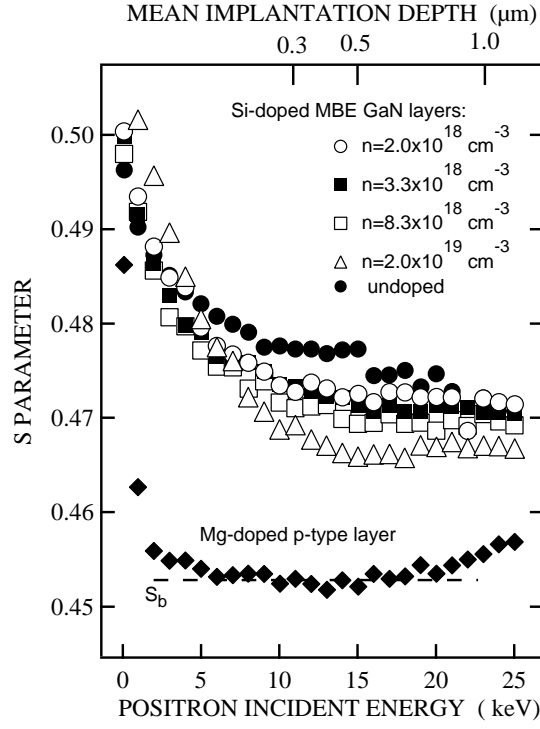 MEAN IMPLANTATION DEPTH (μm)
0.3 0.5 1.0
Si-doped MBE GaN layers:
n=2.0x10^18 cm^-3
n=3.3x10^18 cm^-3
n=8.3x10^18 cm^-3
n=2.0x10^19 cm^-3
undoped
0.50
0.49
0.48
0.47
0.46
0.45
S PARAMETER
Mg-doped p-type layer
S_b
0 5 10 15 20 25
POSITRON INCIDENT ENERGY ( keV)